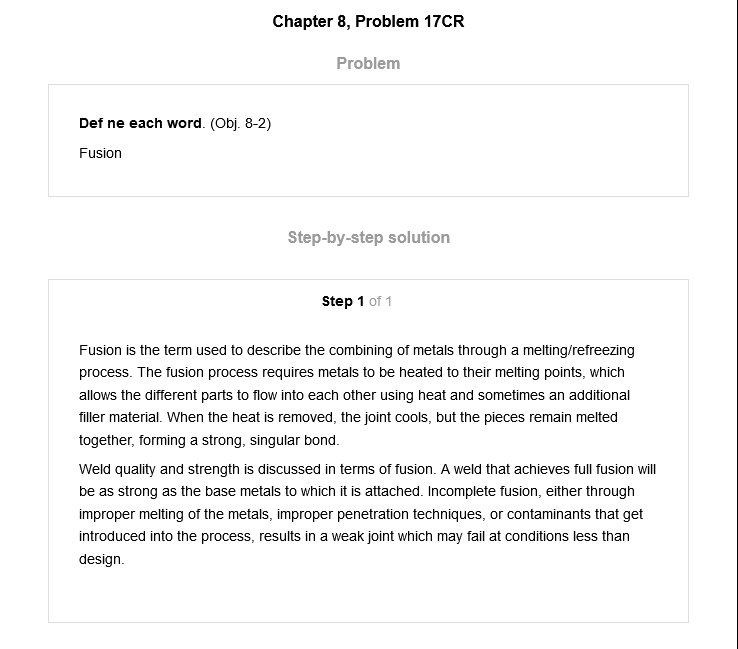 Chapter 8, Problem 17CR
Problem
Def ne each word. (Obj. 8-2)
Fusion
Step-by-step solution
Step 1 of 1
Fusion is the term used to describe the combining of metals through a melting/refreezing
process. The fusion process requires metals to be heated to their melting points, which
allows the different parts to flow into each other using heat and sometimes an additional
filler material. When the heat is removed, the joint cools, but the pieces remain melted
together, forming a strong, singular bond.
Weld quality and strength is discussed in terms of fusion. A weld that achieves full fusion will
be as strong as the base metals to which it is attached. Incomplete fusion, either through
improper melting of the metals, improper penetration techniques, or contaminants that get
introduced into the process, results in a weak joint which may fail at conditions less than
design.